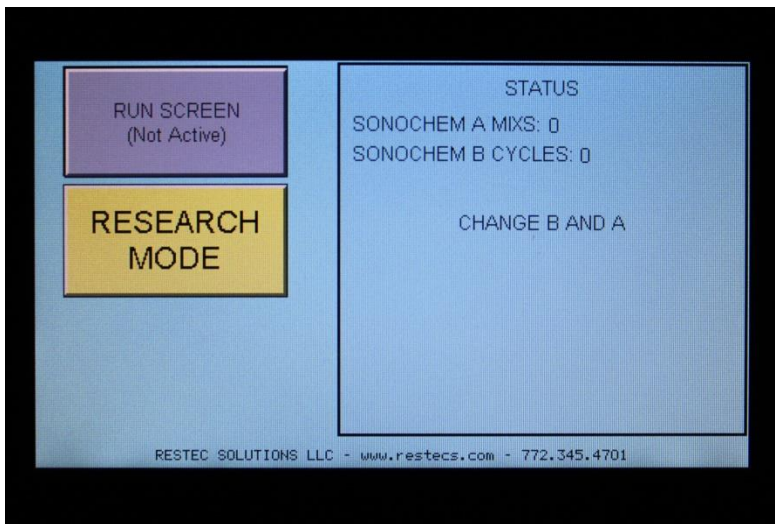 RUN SCREEN
(Not Active)
RESEARCH
MODE
STATUS
SONOCHEM A MIXS: 0
SONOCHEM B CYCLES: 0
CHANGE B AND A
RESTEC SOLUTIONS LLC - www.restecs.com - 772.345.4701